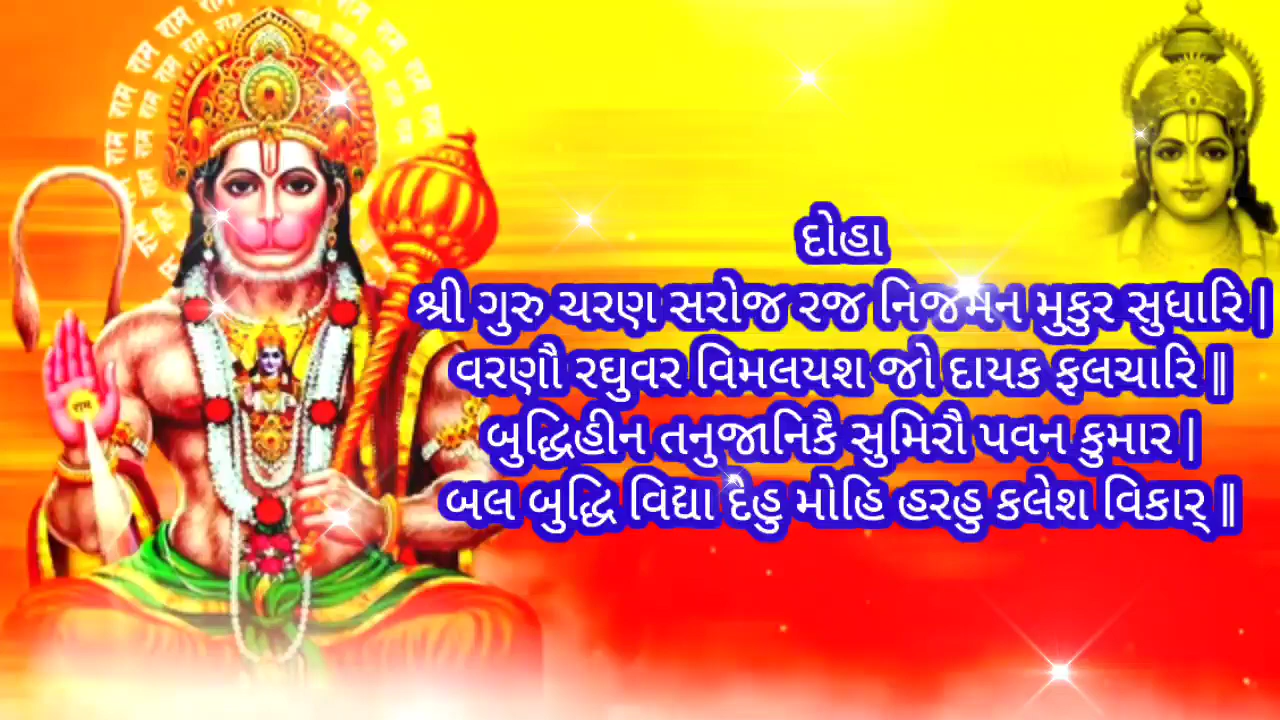 દોહા
શ્રી ગુરુ ચરણ સરોજ રજ નિજમન મુકુર સુધારિ |
વરણૌ રઘુવર વિમલયશ જો દાયક ફલચારિ ||
બુદ્ધિહીન તનુજાનિકૈ સુમિરૌ પવન કુમાર |
બલ બુદ્ધિ વિદ્યા દેહુ મોહિ હરહુ કલેશ વિકાર્ ||
राम राम राम राम राम राम
राम